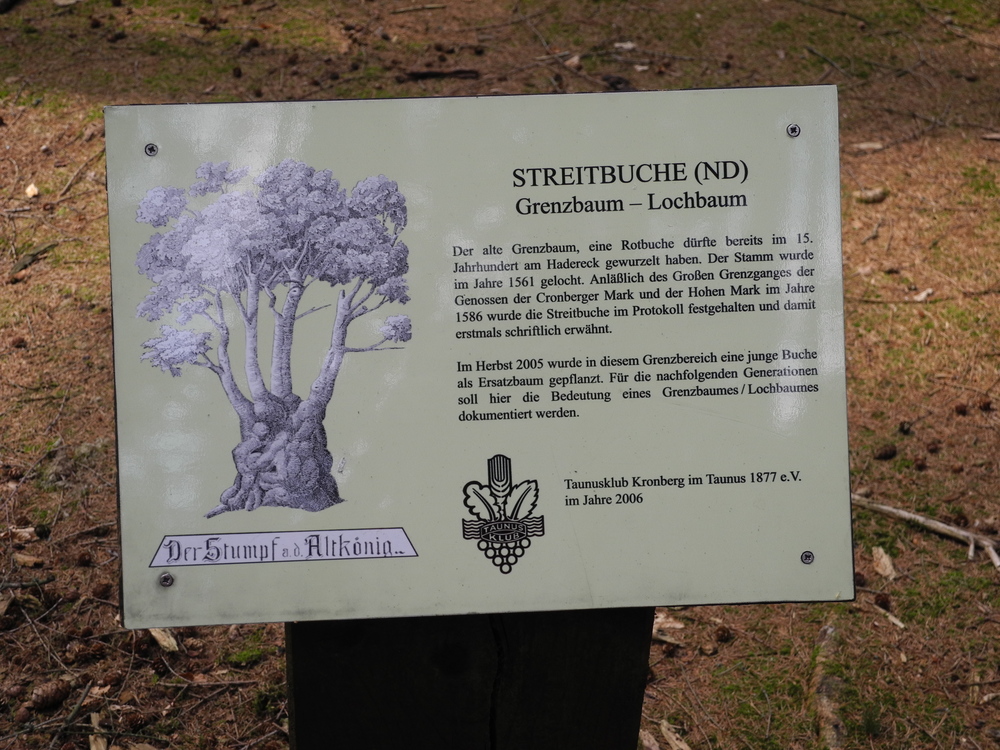 STREITBUCHE (ND)
Grenzbaum – Lochbaum
Der alte Grenzbaum, eine Rotbuche dürfte bereits im 15.
Jahrhundert am Hadereck gewurzelt haben. Der Stamm wurde
im Jahre 1561 gelocht. Anläßlich des Großen Grenzganges der
Genossen der Cronberger Mark und der Hohen Mark im Jahre
1586 wurde die Streitbuche im Protokoll festgehalten und damit
erstmals schriftlich erwähnt.
Im Herbst 2005 wurde in diesem Grenzbereich eine junge Buche
als Ersatzbaum gepflanzt. Für die nachfolgenden Generationen
soll hier die Bedeutung eines Grenzbaumes / Lochbaumes
dokumentiert werden.
TAUNUS
KLUB
Taunusklub Kronberg im Taunus 1877 e.V.
im Jahre 2006
Der Stumpf a.d. Altkönig...